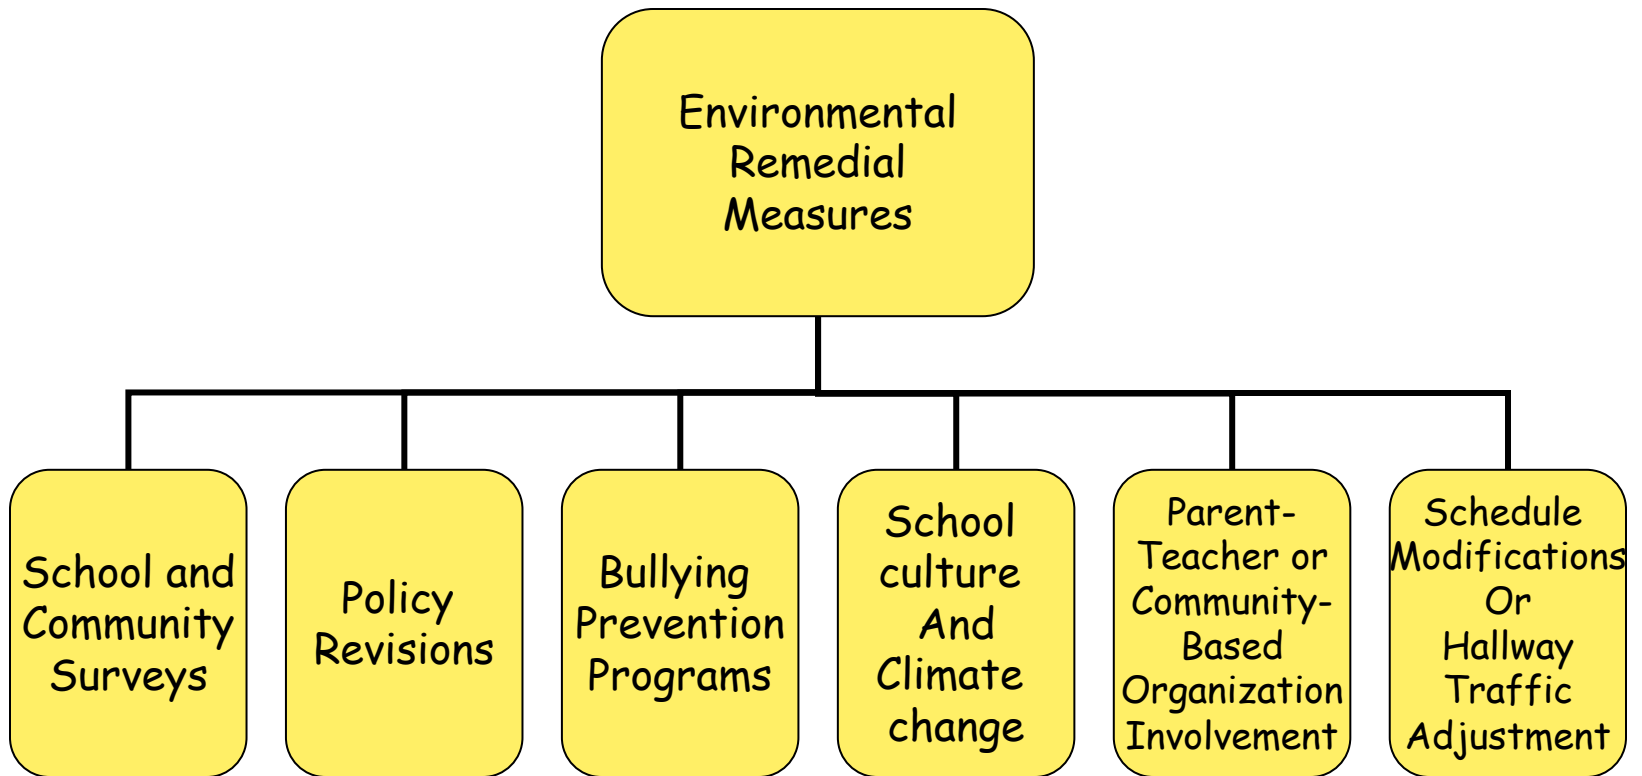 Environmental
Remedial
Measures
School and
Community
Surveys
Policy
Revisions
Bullying
Prevention
Programs
School
culture
And
Climate
change
Parent-
Teacher or
Community-
Based
Organization
Involvement
Schedule
Modifications
Or
Hallway
Traffic
Adjustment